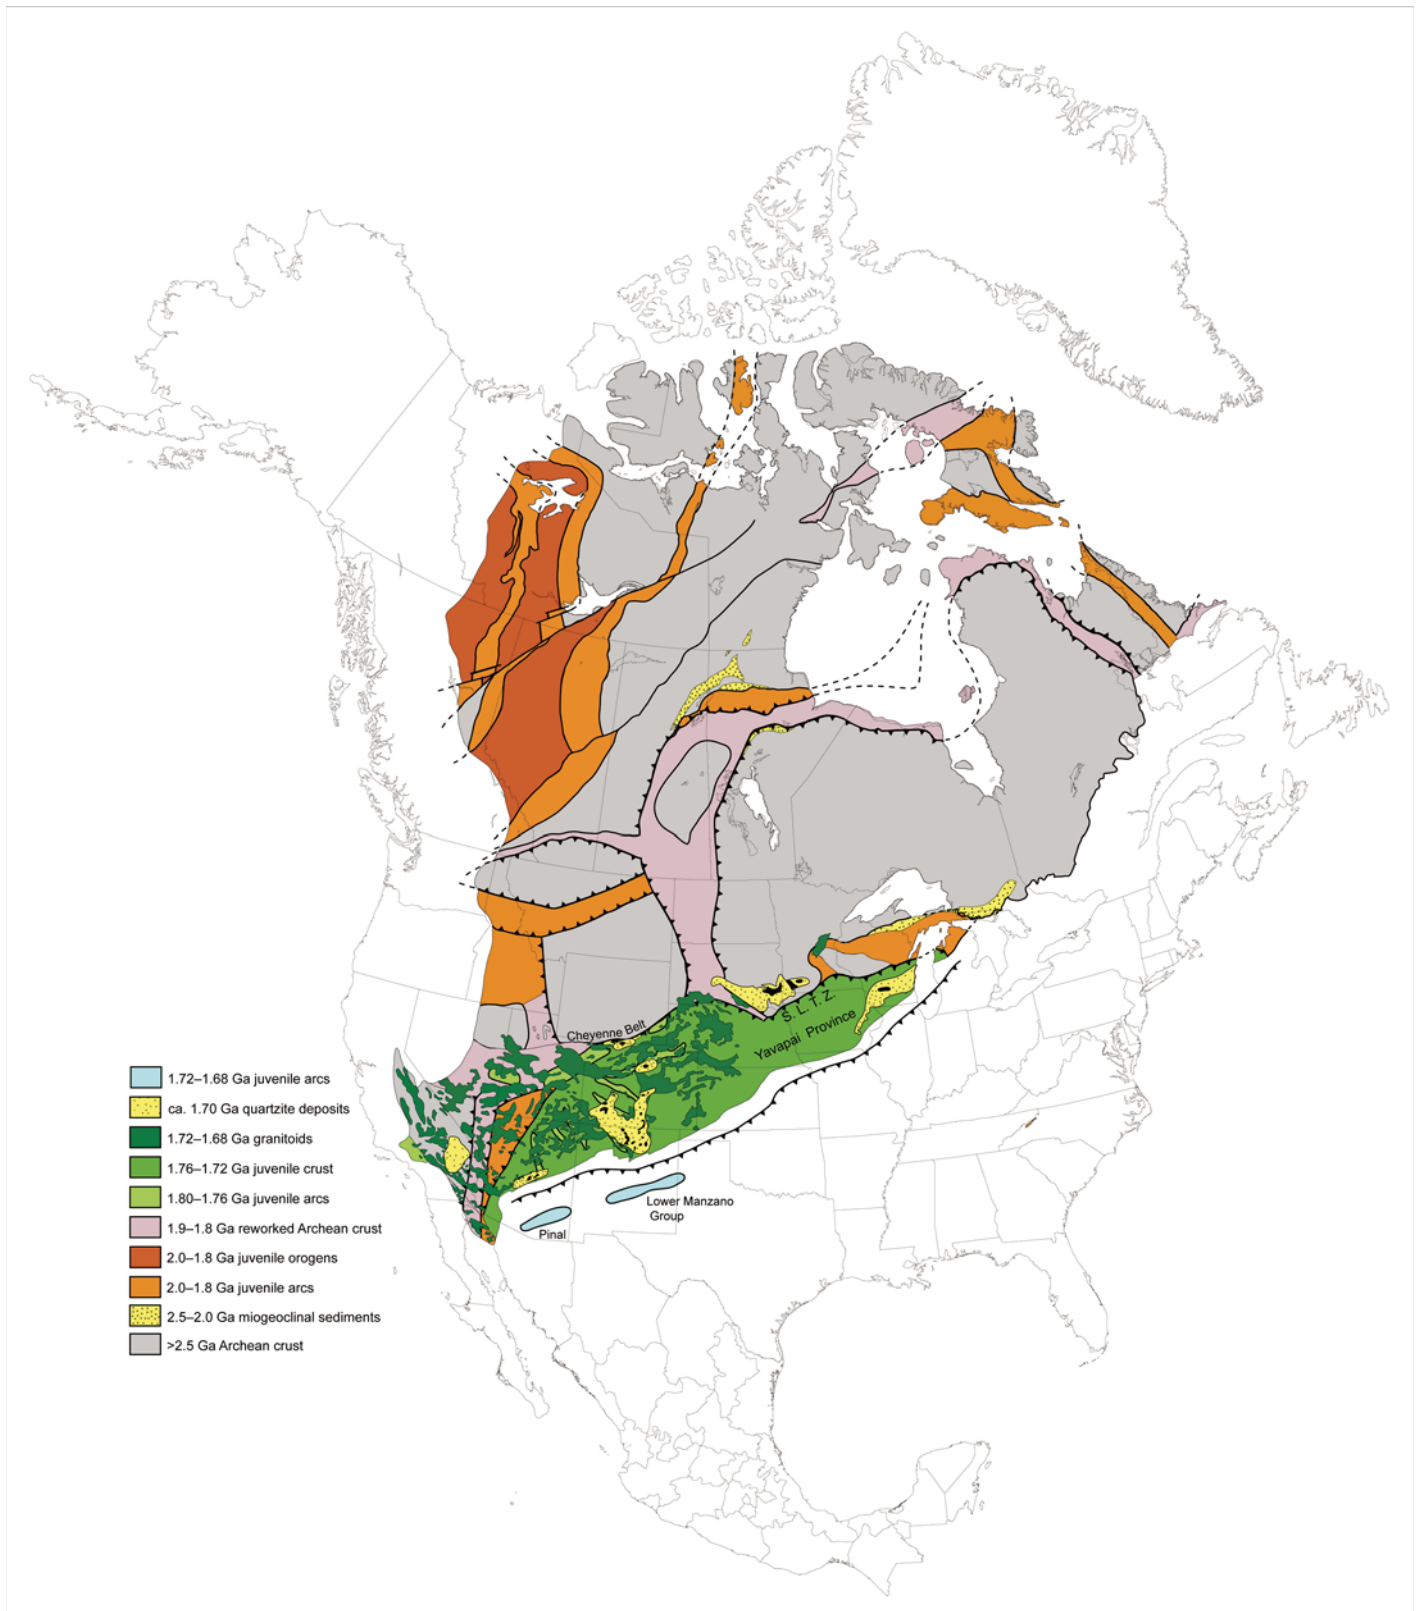 Cheyenne Belt
S. L. T. Z.
Yavapai Province
Lower Manzano
Group
Pinal
1.72–1.68 Ga juvenile arcs
ca. 1.70 Ga quartzite deposits
1.72–1.68 Ga granitoids
1.76–1.72 Ga juvenile crust
1.80–1.76 Ga juvenile arcs
1.9–1.8 Ga reworked Archean crust
2.0–1.8 Ga juvenile orogens
2.0–1.8 Ga juvenile arcs
2.5–2.0 Ga miogeoclinal sediments
>2.5 Ga Archean crust